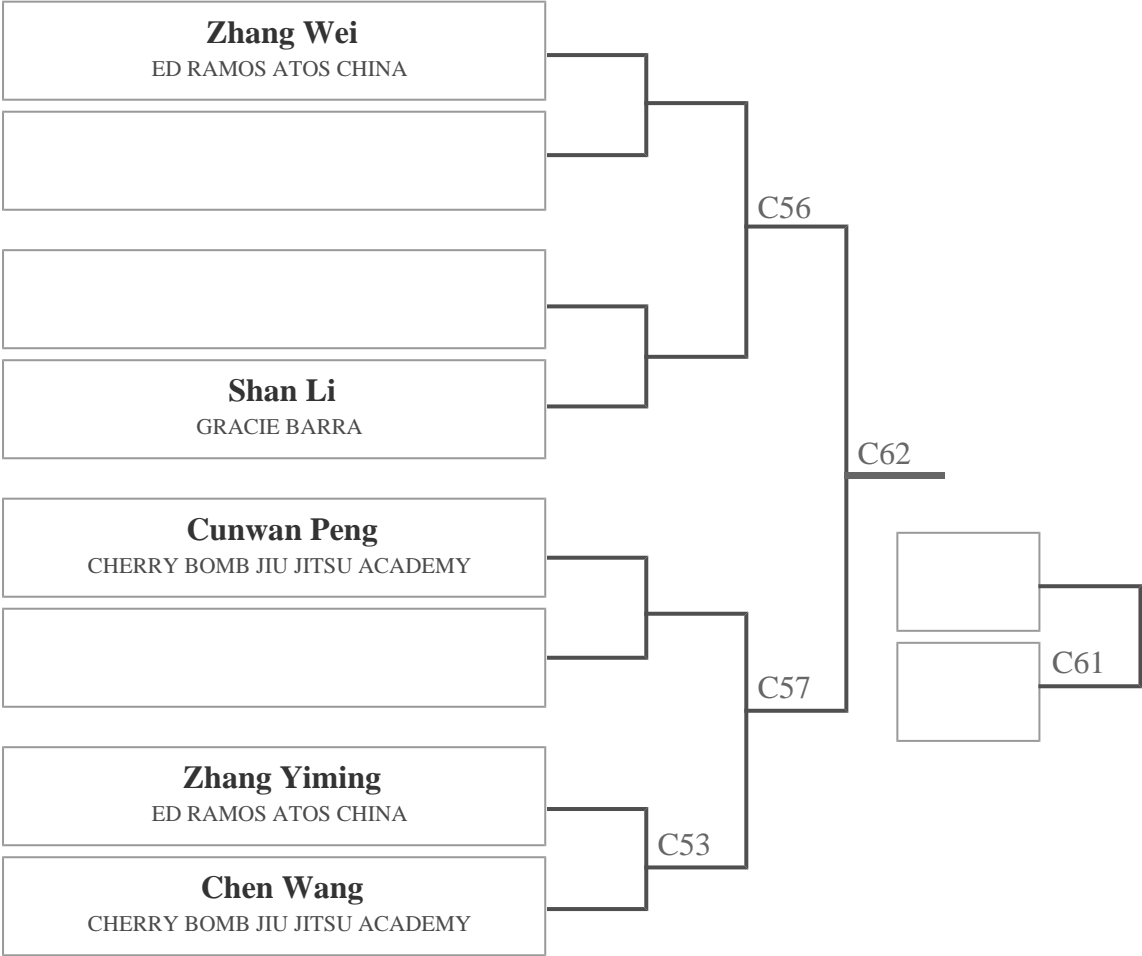 Zhang Wei
ED RAMOS ATOS CHINA
C56
Shan Li
GRACIE BARRA
C62
Cunwan Peng
CHERRY BOMB JIU JITSU ACADEMY
C61
C57
Zhang Yiming
ED RAMOS ATOS CHINA
C53
Chen Wang
CHERRY BOMB JIU JITSU ACADEMY